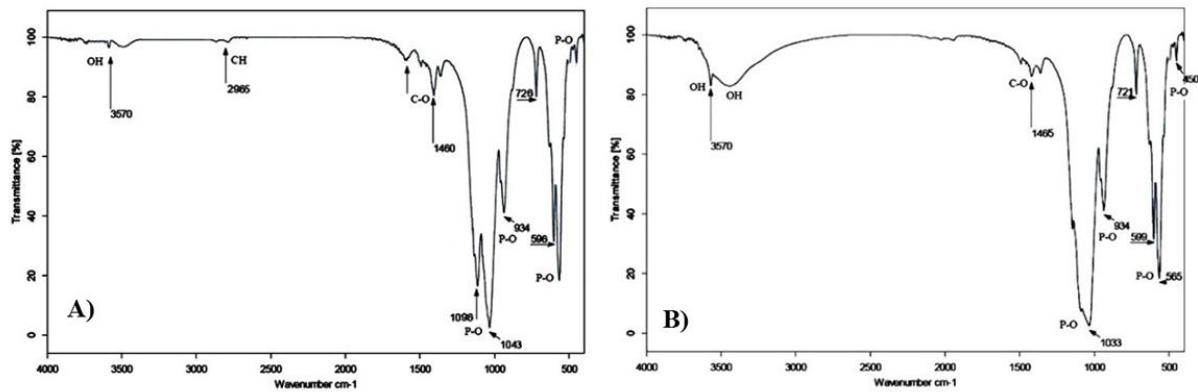 Transmittance [%]
100
80
60
40
20
0
OH
3570
CH
2965
C-O
1460
1098
P-O
1043
934
P-O
726
596
P-O
P-O
A)
4000
3500
3000
2500
2000
1500
1000
500
Wavenumber cm-1
Transmittance [%]
100
80
60
40
20
0
OH
3570
OH
C-O
1465
P-O
1033
934
P-O
721
599
P-O
565
450
P-O
B)
4000
3500
3000
2500
2000
1500
1000
500
400
Wavenumber cm-1